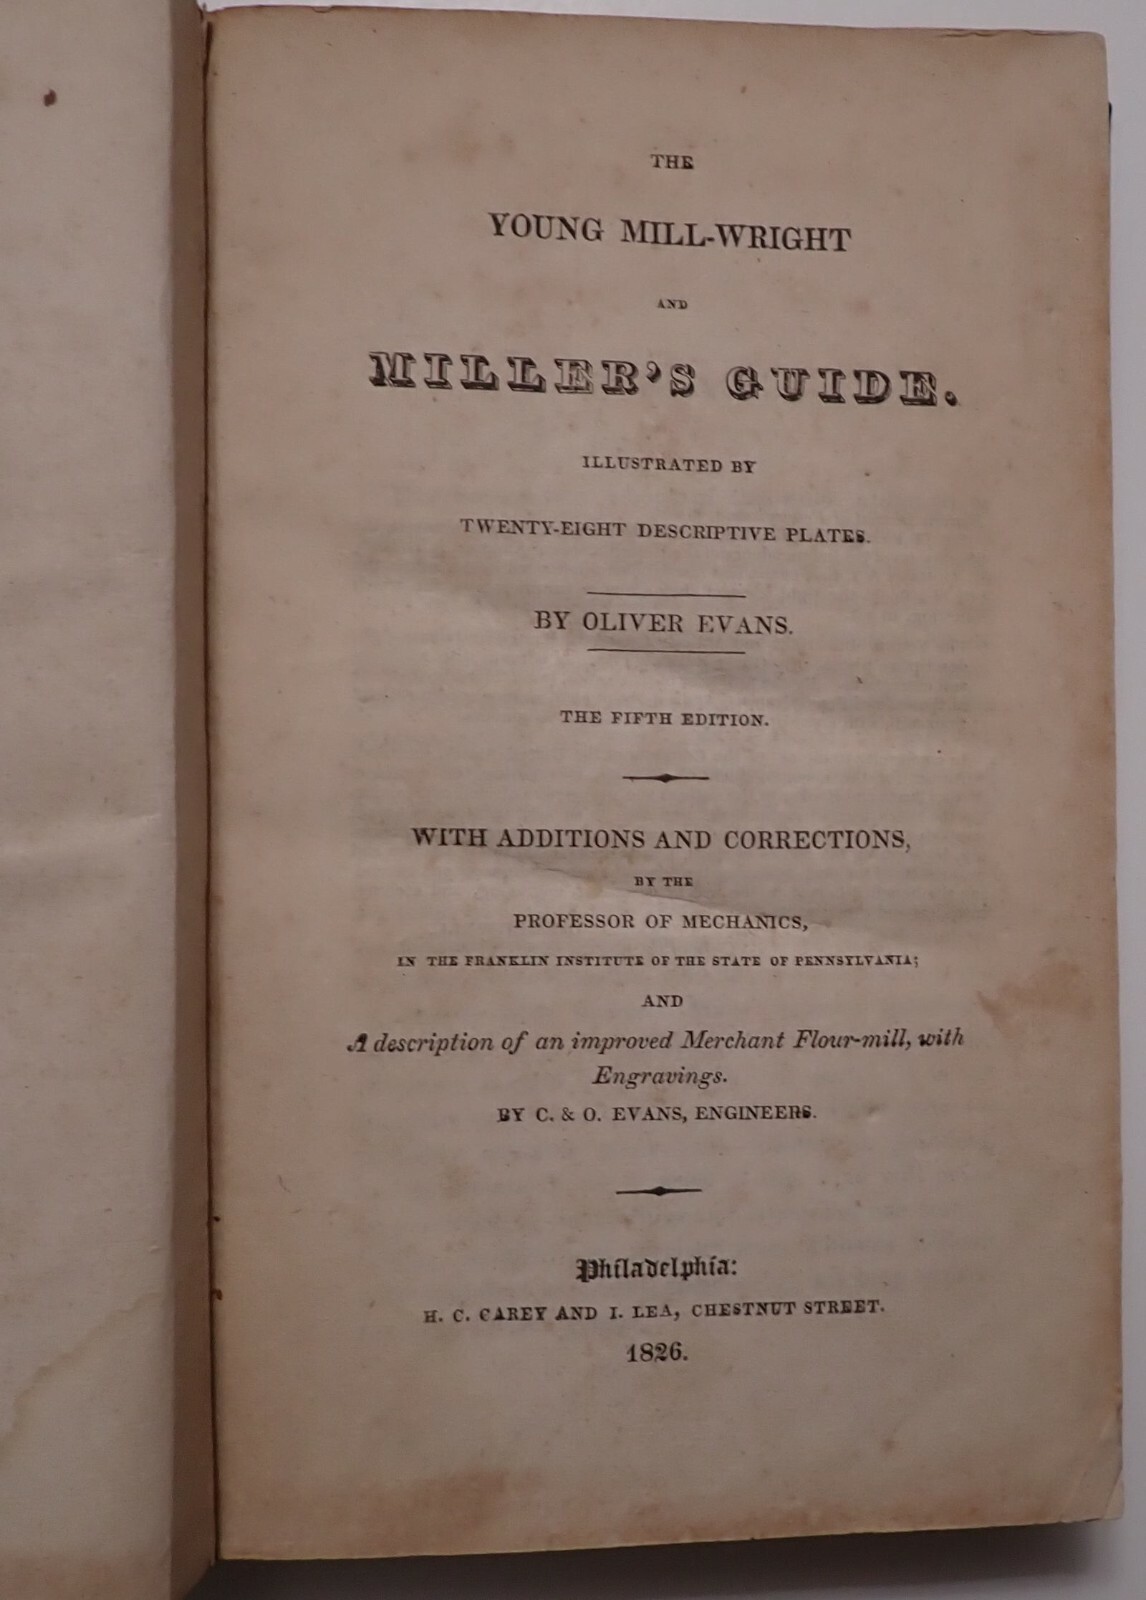 THE
YOUNG MILL-WRIGHT
AND
MILLER'S GUIDE.
ILLUSTRATED BY
TWENTY-EIGHT DESCRIPTIVE PLATES.
BY OLIVER EVANS.
THE FIFTH EDITION.
WITH ADDITIONS AND CORRECTIONS,
BY THE
PROFESSOR OF MECHANICS,
IN THE FRANKLIN INSTITUTE OF THE STATE OF PENNSYLVANIA;
AND
A description of an improved Merchant Flour-mill, with
Engravings.
BY C. & O. EVANS, ENGINEERS.
Philadelphia:
H. C. CAREY AND I. LEA, CHESTNUT STREET.
1826.